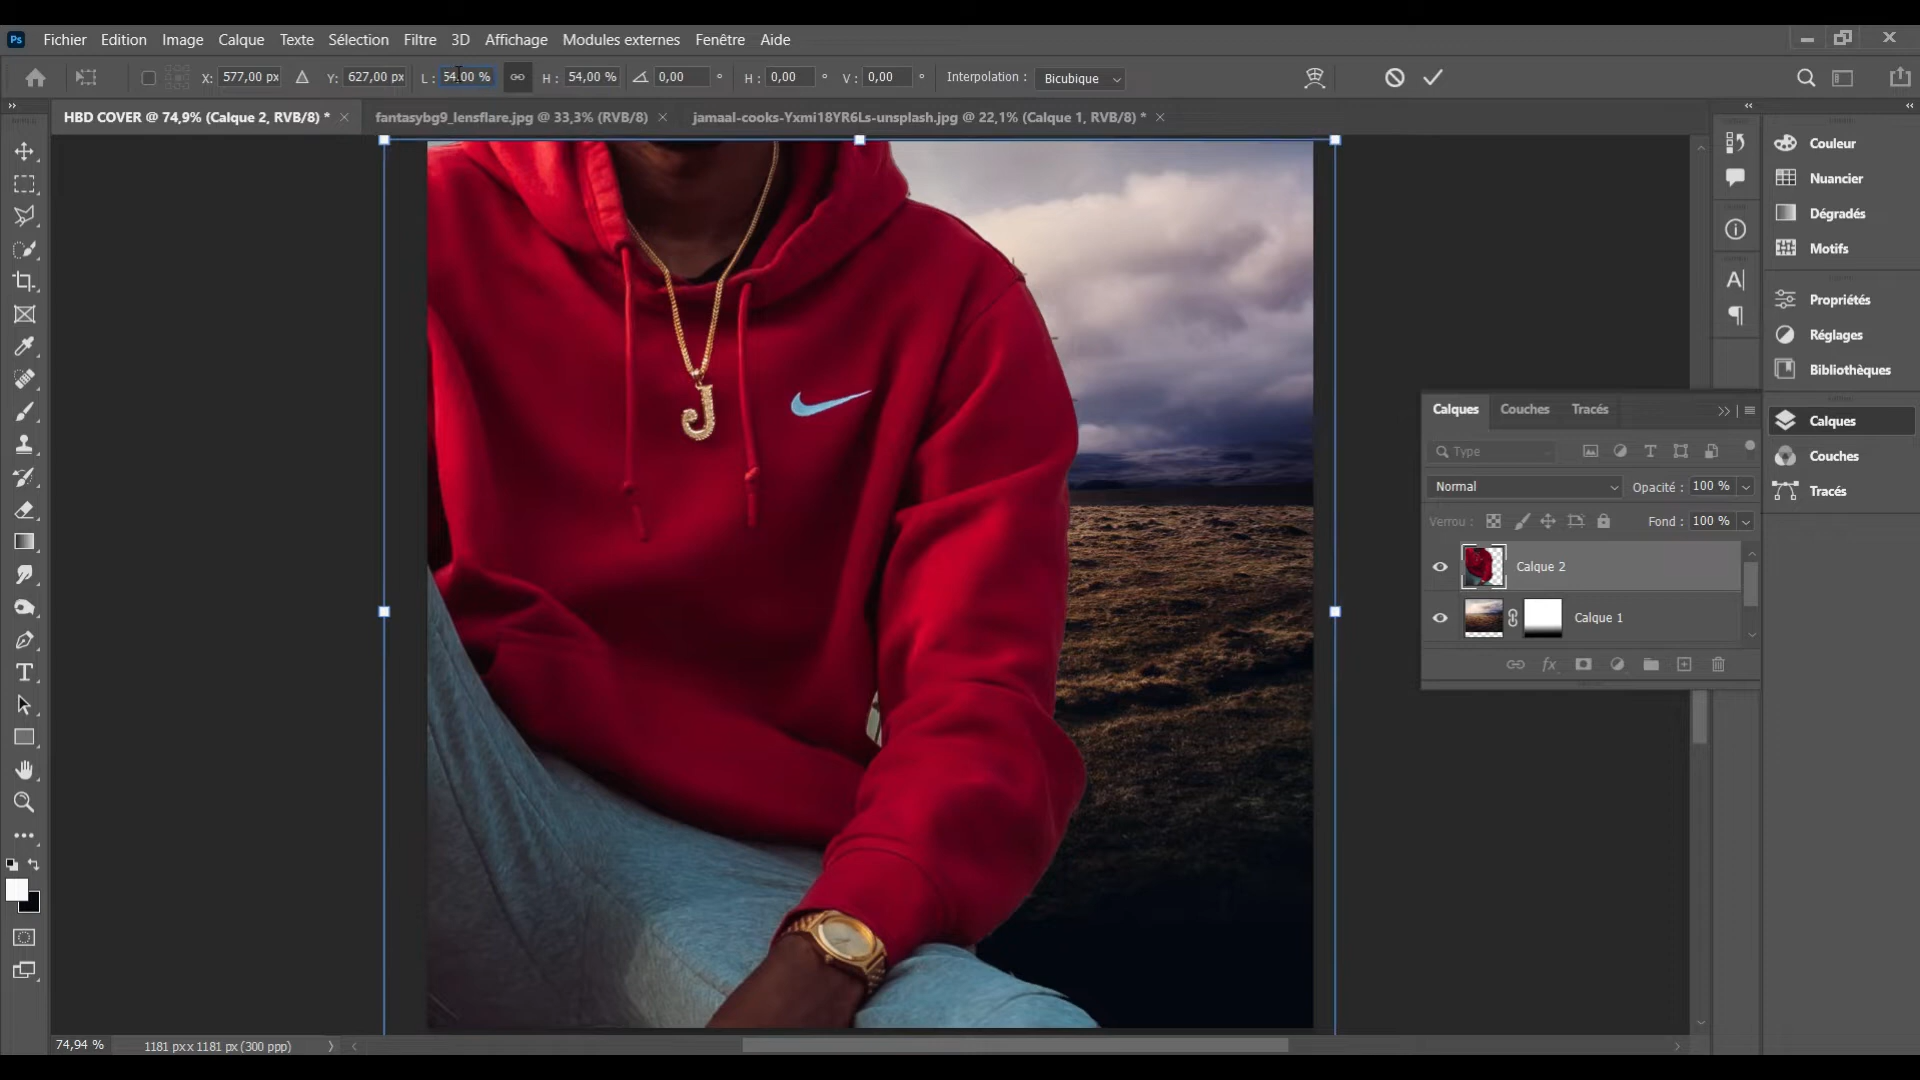 Ps Fichier Edition Image Calque Texte Sélection Filtre 3D Affichage Modules externes Fenêtre Aide
X: 577,00 px Y: 627,00 px L : 54,00 % H : 54,00 % 0,00 ° H : 0,00 ° V : 0,00 ° Interpolation : Bicubique
HBD COVER @ 74,9% (Calque 2, RVB/8) * fantasybg9_lensflare.jpg @ 33,3% (RVB/8) jamaal-cooks-Yxmi18YR6Ls-unsplash.jpg @ 22,1% (Calque 1, RVB/8) *
Couleur
Nuancier
Dégradés
Motifs
Propriétés
Réglages
Bibliothèques
Calques
Couches
Tracés
Calques Couches Tracés
Type
Normal Opacité : 100 %
Verrou : Fond : 100 %
Calque 2
Calque 1
J
74,94 % 1181 px x 1181 px (300 ppp)